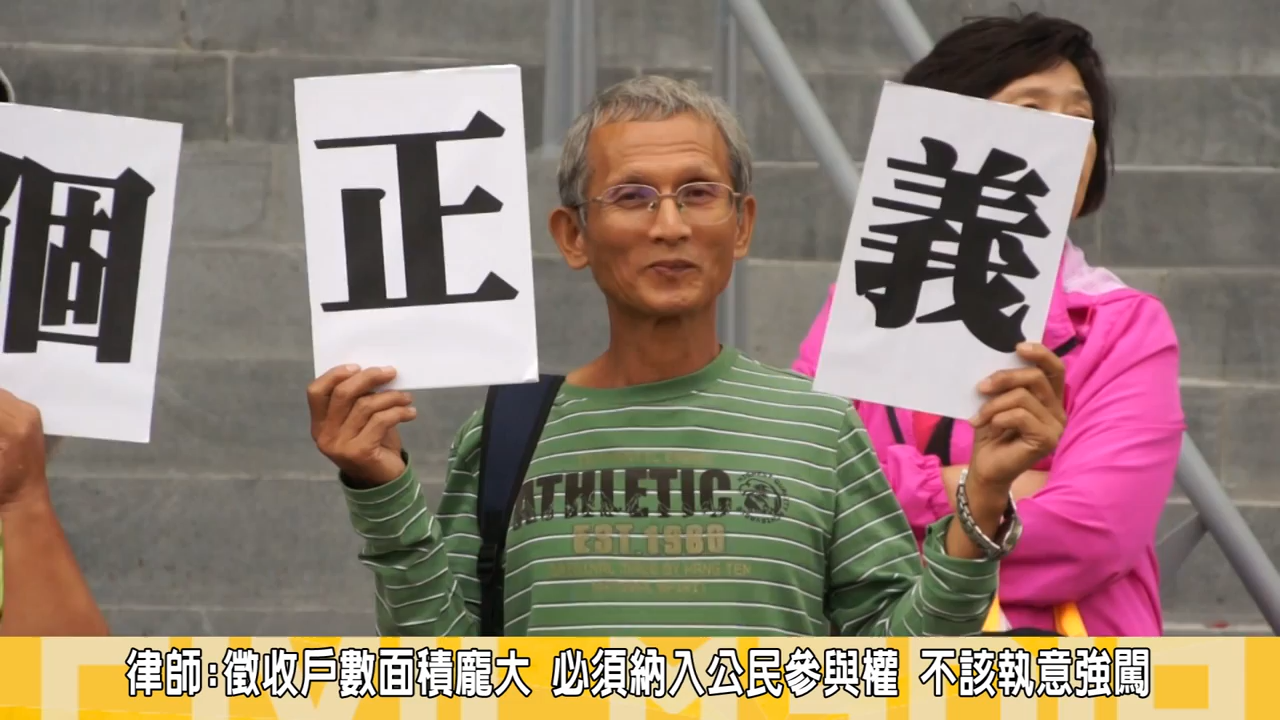 個
正
義
ATHLETIC
EST.1980
律師:徵收戶數面積龐大 必須納入公民參與權 不該執意強闖